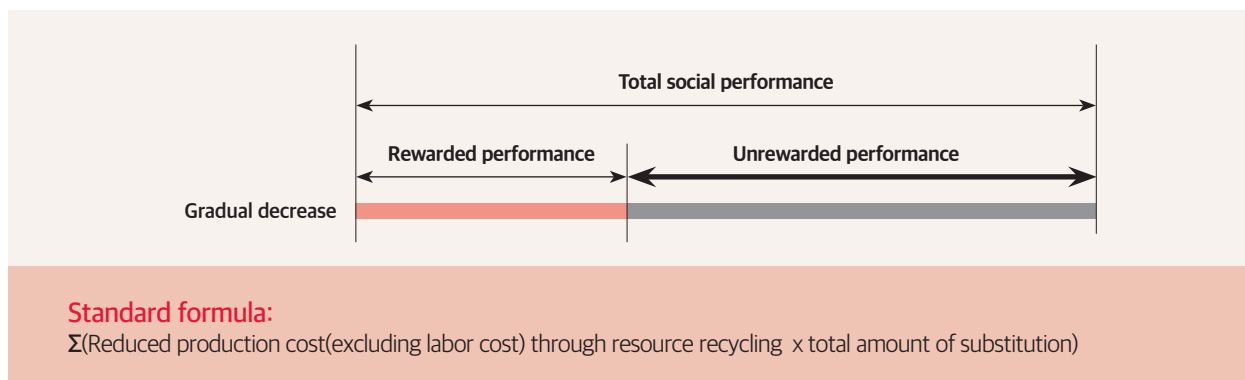 Total social performance
Rewarded performance
Unrewarded performance
Gradual decrease
Standard formula:
Σ(Reduced production cost(excluding labor cost) through resource recycling x total amount of substitution)